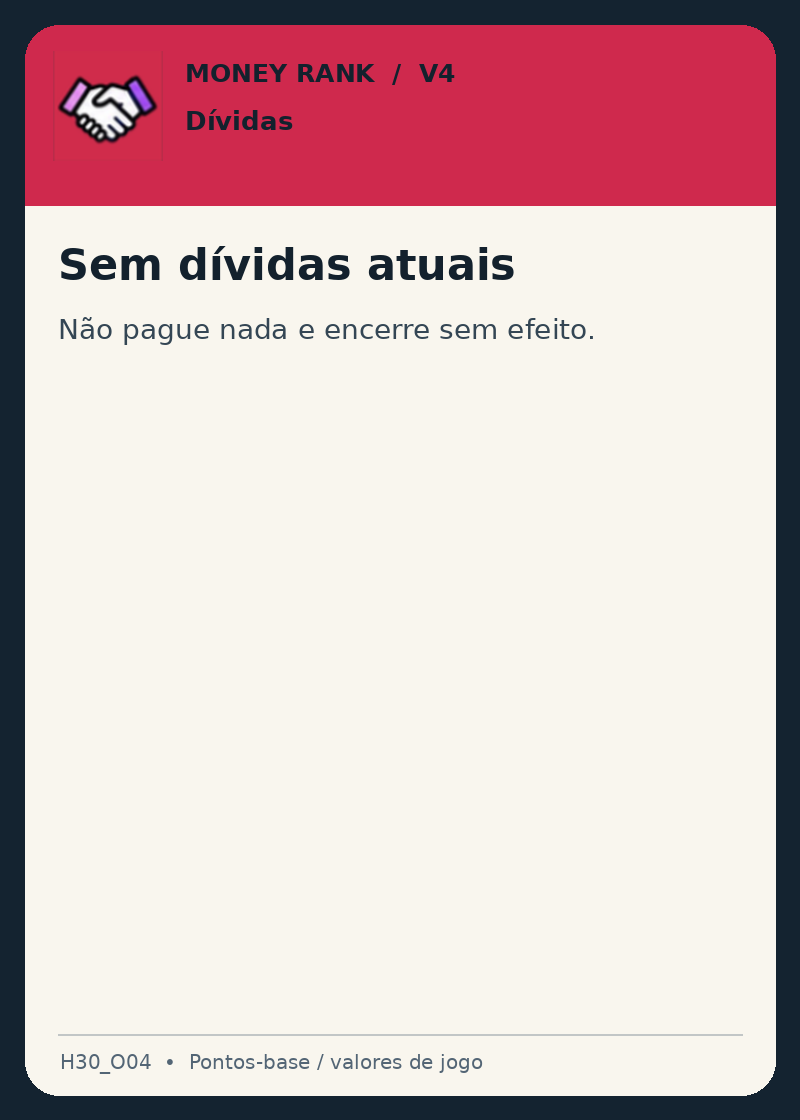 MONEY RANK / V4
Dívidas
Sem dívidas atuais
Não pague nada e encerre sem efeito.
H30_O04 • Pontos-base / valores de jogo